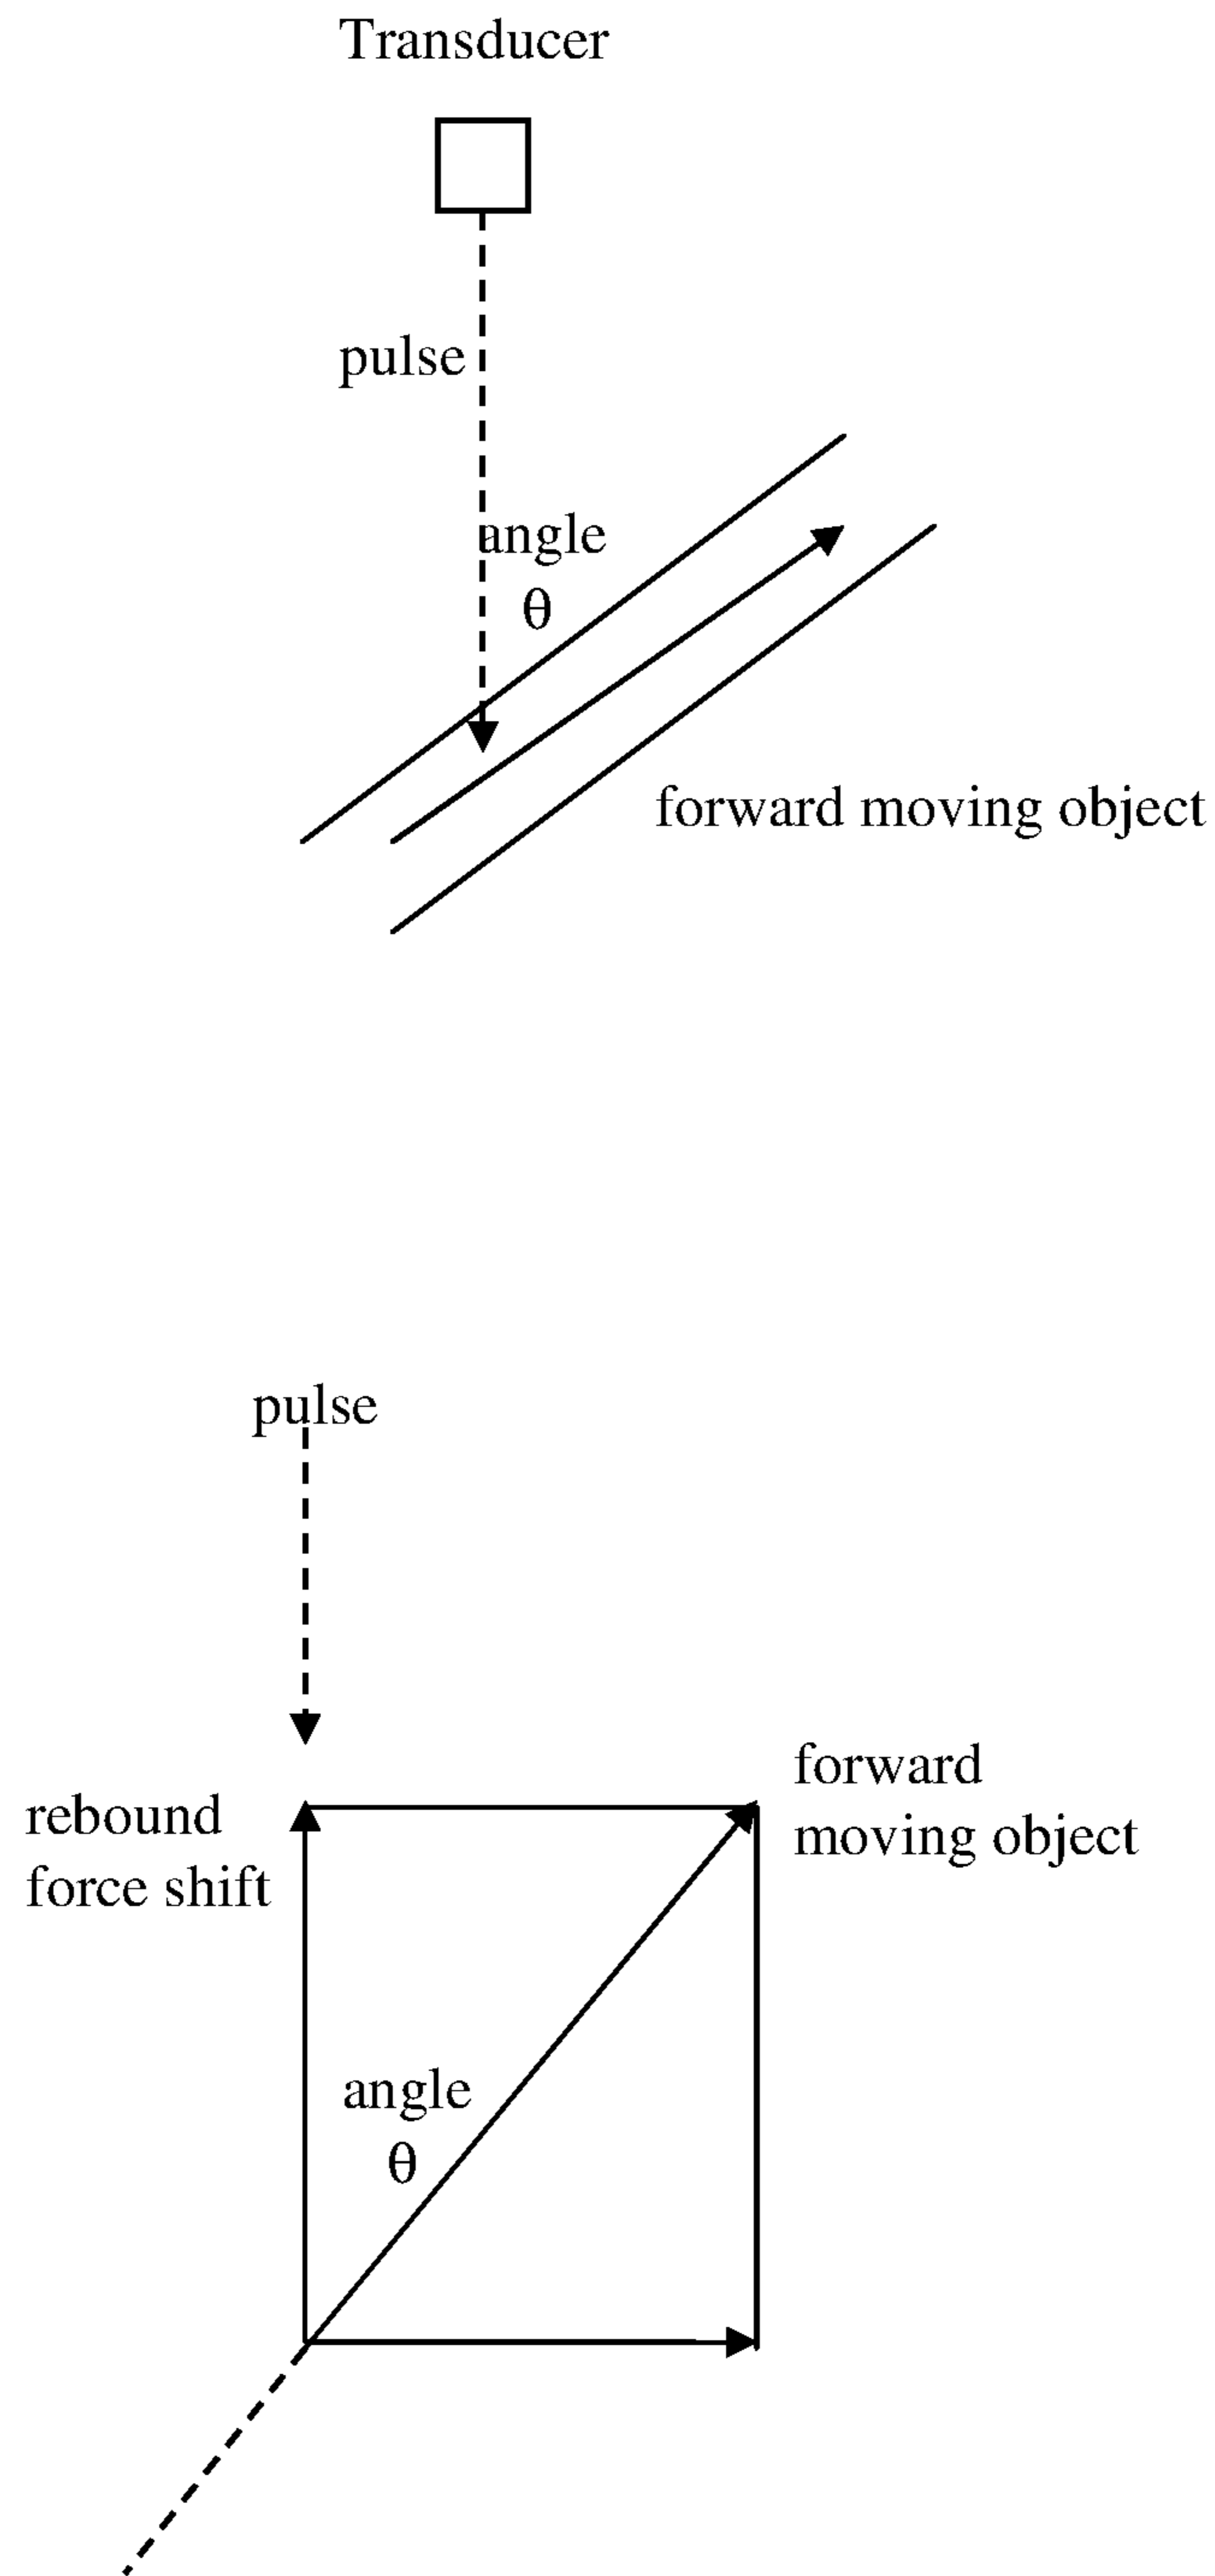 Transducer
pulse
angle
θ
forward moving object
pulse
forward
moving object
rebound
force shift
angle
θ